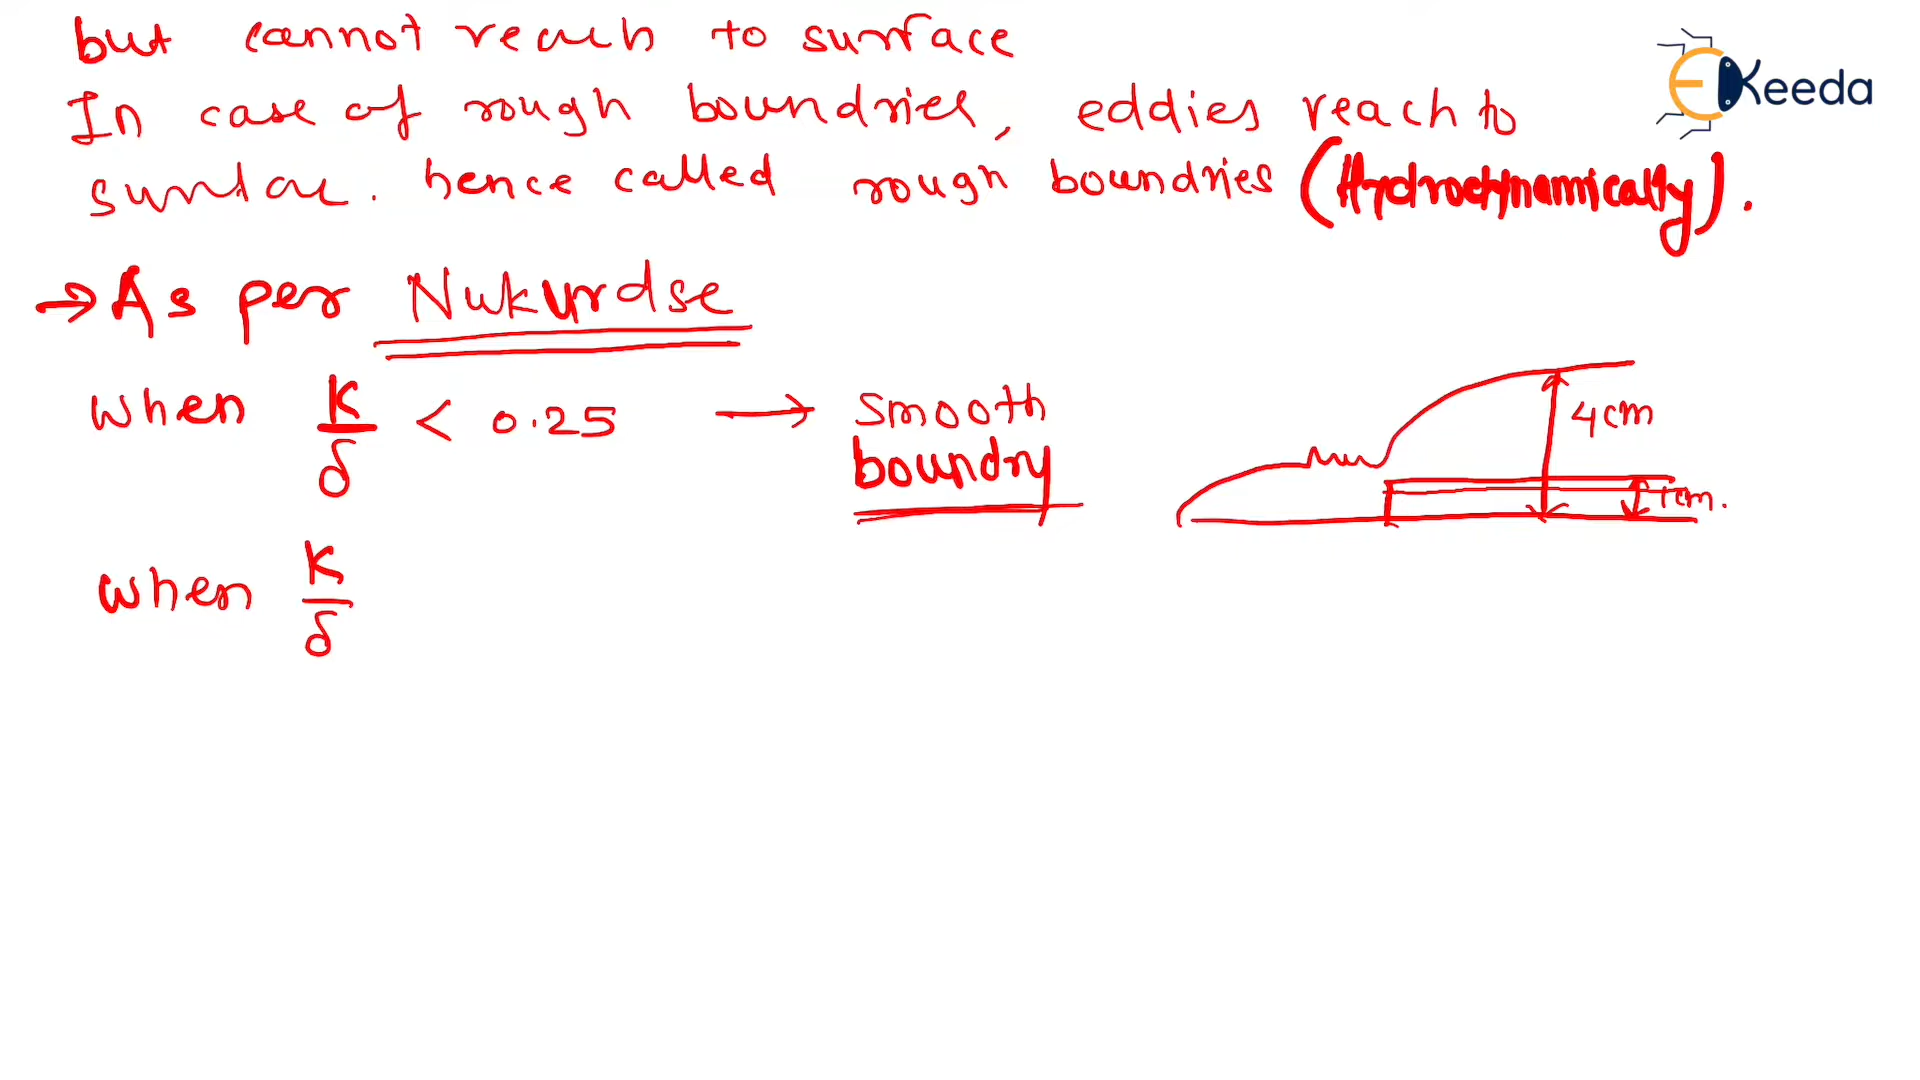 but cannot reach to surface
EKeeda
In case of rough boundries, eddies reach to
surface. hence called rough boundries (Hydrodynamically).
→ As per Nukurdse
when K/δ < 0.25 → smooth
boundry
4cm
1cm.
when K/δ